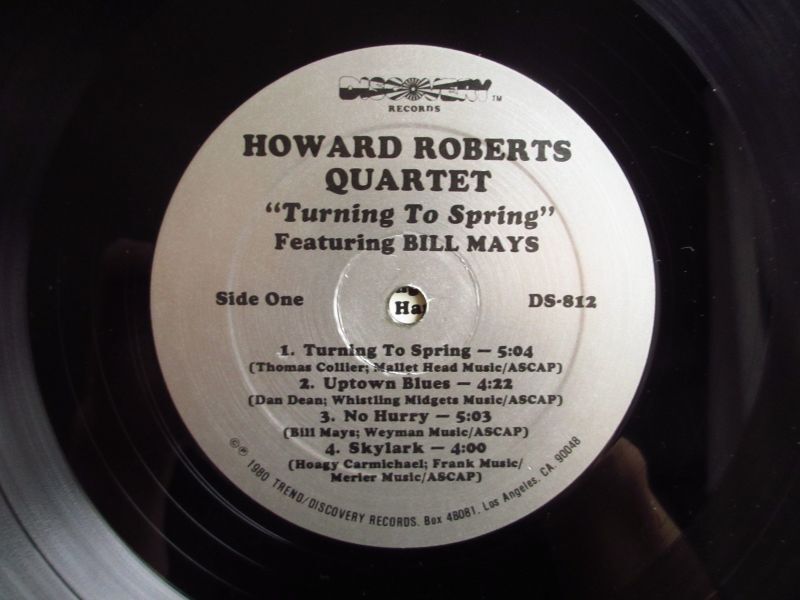 DISCOVERY TM
RECORDS
HOWARD ROBERTS
QUARTET
“Turning To Spring”
Featuring BILL MAYS
Side One
DS-812
Ha
1. Turning To Spring — 5:04
(Thomas Collier; Mallet Head Music/ASCAP)
2. Uptown Blues — 4:22
(Dan Dean; Whistling Midgets Music/ASCAP)
3. No Hurry — 5:03
(Bill Mays; Weyman Music/ASCAP)
4. Skylark — 4:00
(Hoagy Carmichael; Frank Music/
Merier Music/ASCAP)
©℗ 1980 TREND/DISCOVERY RECORDS. Box 48081, Los Angeles, CA. 90048